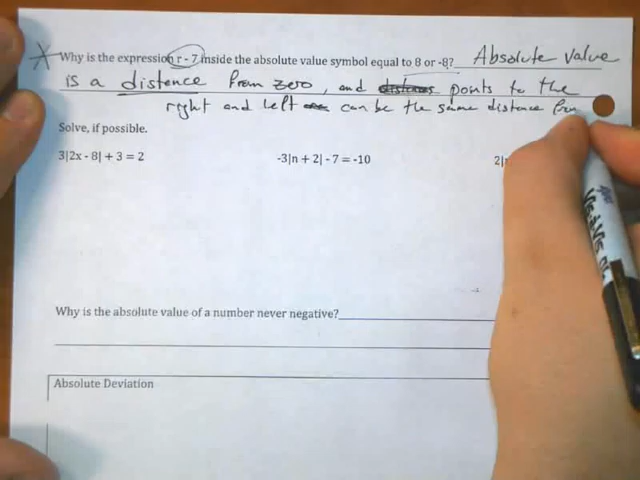 Why is the expression r - 7 inside the absolute value symbol equal to 8 or -8? Absolute value
is a distance from zero, and points to the
right and left can be the same distance from
Solve, if possible.
3|2x - 8| + 3 = 2 -3|n + 2| - 7 = -10 2|
Why is the absolute value of a number never negative?
Absolute Deviation